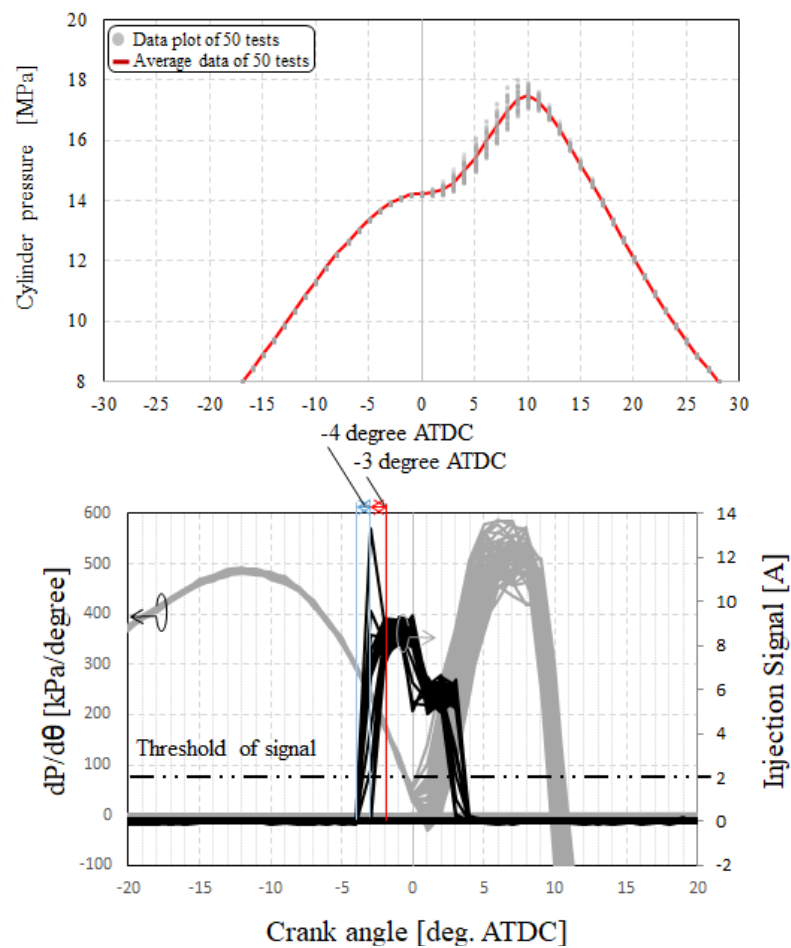 20
18
16
14
12
10
8
Cylinder pressure [MPa]
Data plot of 50 tests
Average data of 50 tests
-30 -25 -20 -15 -10 -5 0 5 10 15 20 25 30
-4 degree ATDC
-3 degree ATDC
600
500
400
300
200
100
0
-100
dP/dθ [kPa/degree]
Threshold of signal
14
12
10
8
6
4
2
0
-2
Injection Signal [A]
-20 -15 -10 -5 0 5 10 15 20
Crank angle [deg. ATDC]